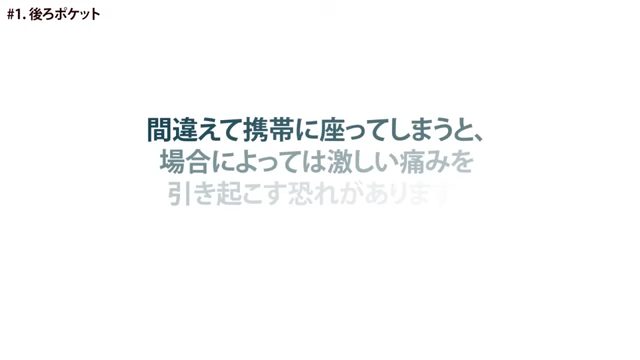 #1. 後ろポケット
間違えて携帯に座ってしまうと、
場合によっては激しい痛みを
引き起こす恐れがあります